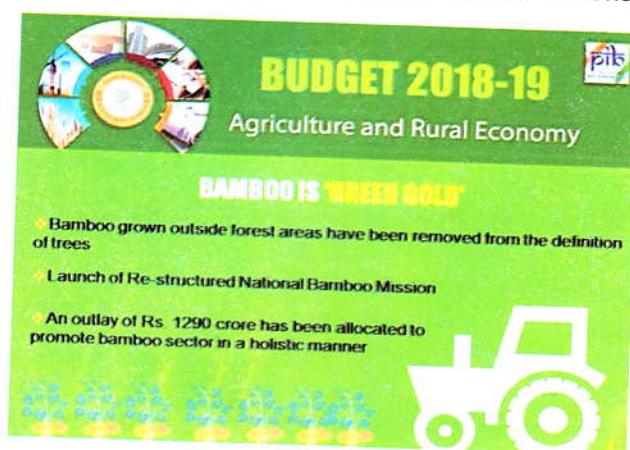 pib
BUDGET 2018-19
Agriculture and Rural Economy
BAMBOO IS 'GREEN GOLD'
Bamboo grown outside forest areas have been removed from the definition
of trees
Launch of Re-structured National Bamboo Mission
An outlay of Rs 1290 crore has been allocated to
promote bamboo sector in a holistic manner